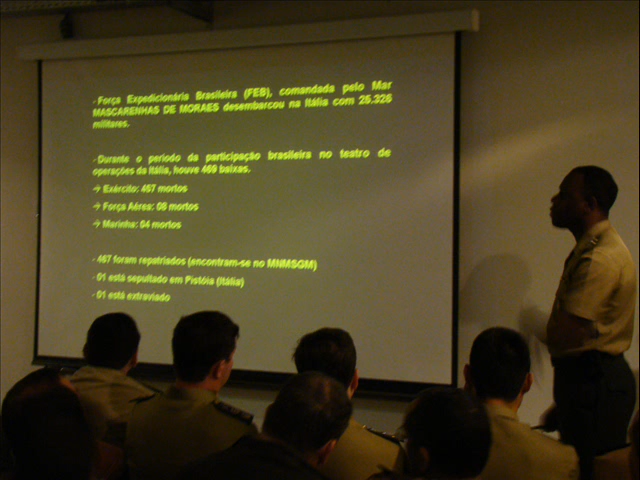 - Força Expedicionária Brasileira (FEB), comandada pelo Mar
MASCARENHAS DE MORAES desembarcou na Itália com 25.326
militares.
- Durante o período da participação brasileira no teatro de
operações da Itália, houve 469 baixas.
→ Exército: 457 mortos
→ Força Aérea: 08 mortos
→ Marinha: 04 mortos
- 467 foram repatriados (encontram-se no MNMSGM)
- 01 está sepultado em Pistóia (Itália)
- 01 está extraviado